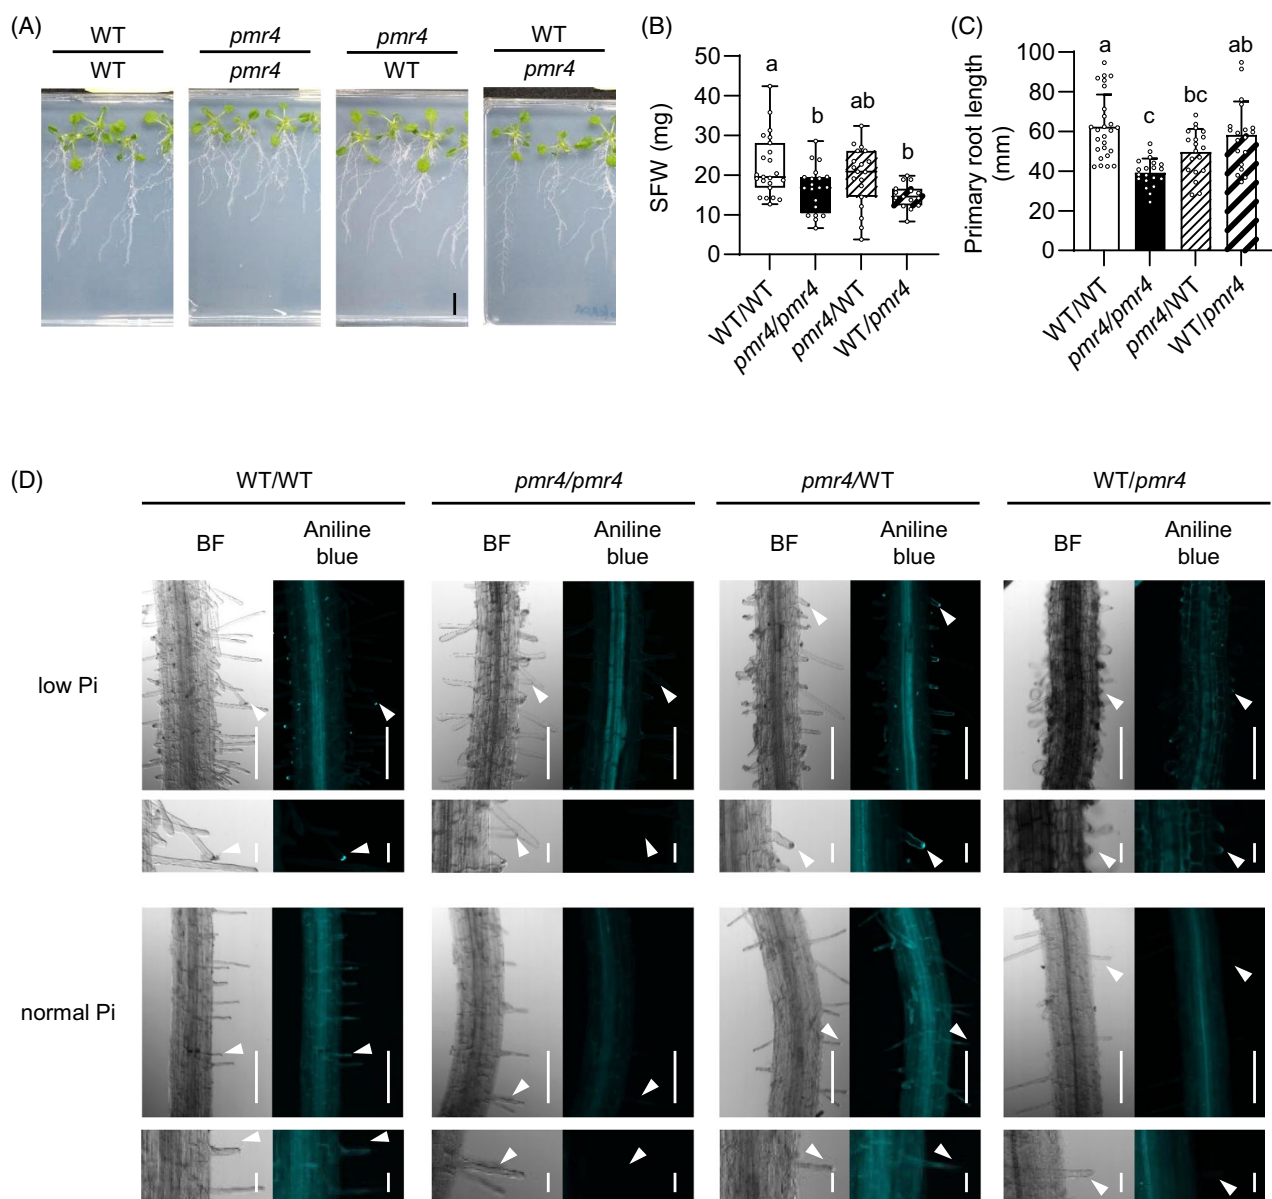 (A)
WT
WT
pmr4
pmr4
pmr4
WT
WT
pmr4
(B)
SFW (mg)
50
40
30
20
10
0
a
b
ab
b
WT/WT
pmr4/pmr4
pmr4/WT
WT/pmr4
(C)
Primary root length
(mm)
100
80
60
40
20
0
a
c
bc
ab
WT/WT
pmr4/pmr4
pmr4/WT
WT/pmr4
(D)
WT/WT
pmr4/pmr4
pmr4/WT
WT/pmr4
BF
Aniline
blue
BF
Aniline
blue
BF
Aniline
blue
BF
Aniline
blue
low Pi
normal Pi